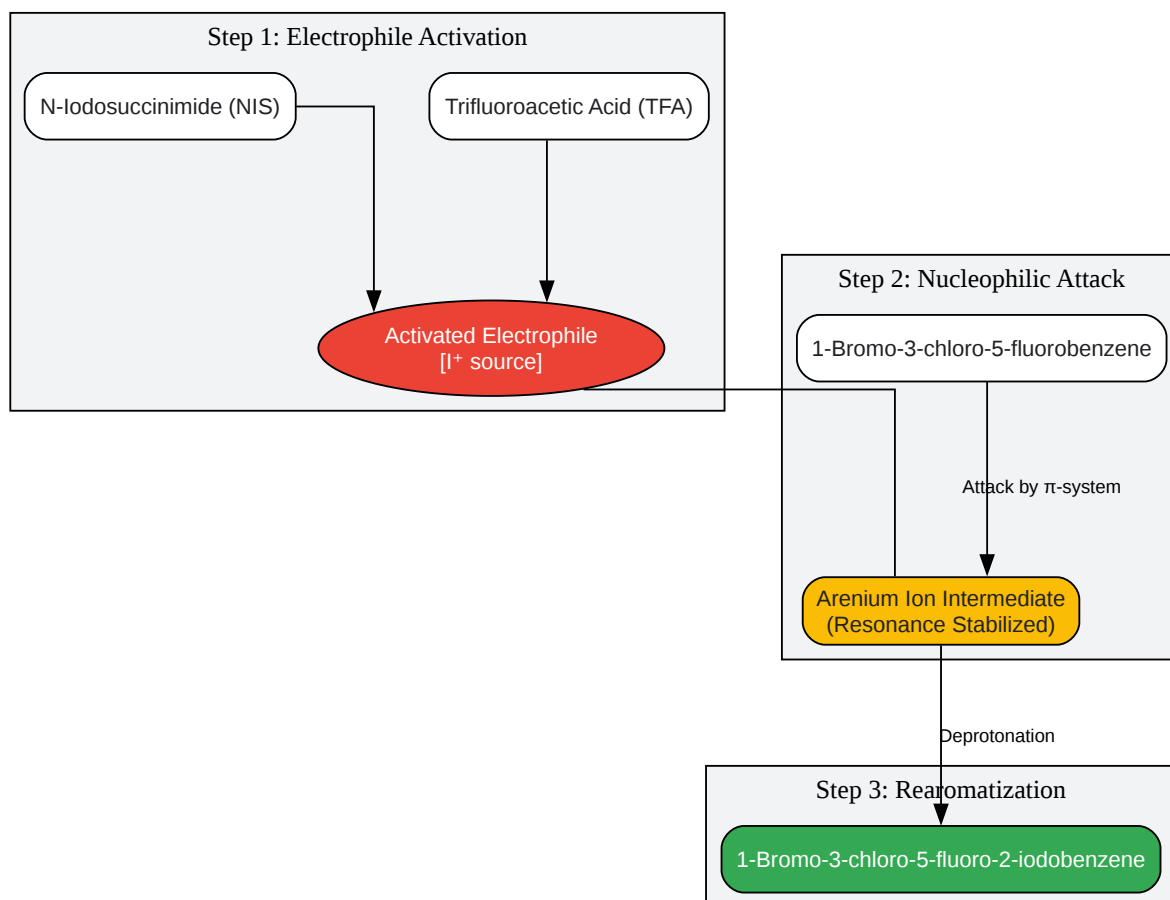 Step 1: Electrophile Activation
N-Iodosuccinimide (NIS)
Trifluoroacetic Acid (TFA)
Activated Electrophile
[I⁺ source]
Step 2: Nucleophilic Attack
1-Bromo-3-chloro-5-fluorobenzene
Attack by π-system
Arenium Ion Intermediate
(Resonance Stabilized)
Deprotonation
Step 3: Rearomatization
1-Bromo-3-chloro-5-fluoro-2-iodobenzene